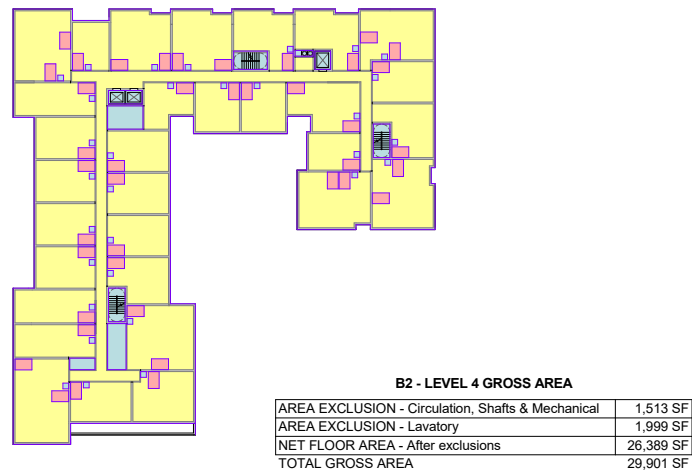 B2 - LEVEL 4 GROSS AREA
AREA EXCLUSION - Circulation, Shafts & Mechanical 1,513 SF
AREA EXCLUSION - Lavatory 1,999 SF
NET FLOOR AREA - After exclusions 26,389 SF
TOTAL GROSS AREA 29,901 SF